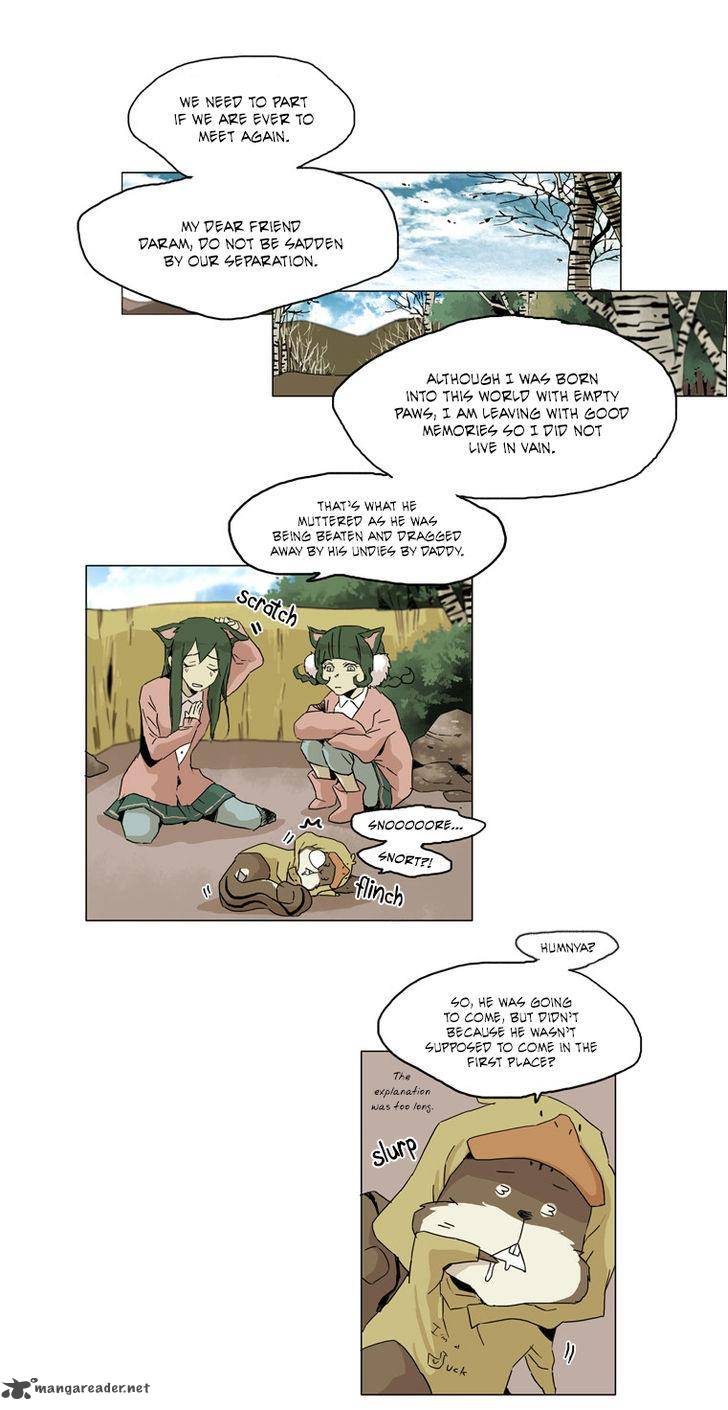 WE NEED TO PART
IF WE ARE EVER TO
MEET AGAIN.
MY DEAR FRIEND
DARAM, DO NOT BE SADDEN
BY OUR SEPARATION.
ALTHOUGH I WAS BORN
INTO THIS WORLD WITH EMPTY
PAWS, I AM LEAVING WITH GOOD
MEMORIES SO I DID NOT
LIVE IN VAIN.
THAT'S WHAT HE
MUTTERED AS HE WAS
BEING BEATEN AND DRAGGED
AWAY BY HIS UNDIES BY DADDY.
scratch
SNOOOOORE...
SNORT?!
flinch
HUMNYA?
SO, HE WAS GOING
TO COME, BUT DIDN'T
BECAUSE HE WASN'T
SUPPOSED TO COME IN THE
FIRST PLACE?
The
explanation
was too long.
slurp
I'm
a
Duck
mangareader.net